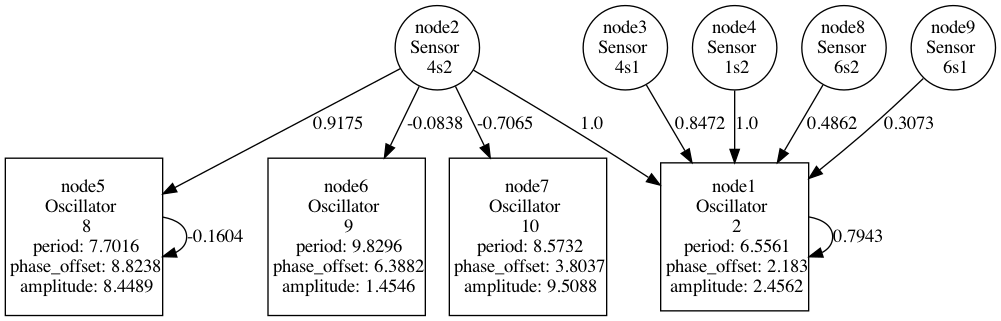 node2
Sensor
4s2
node3
Sensor
4s1
node4
Sensor
1s2
node8
Sensor
6s2
node9
Sensor
6s1
0.9175
-0.0838
-0.7065
1.0
0.8472
1.0
0.4862
0.3073
node5
Oscillator
8
period: 7.7016
phase_offset: 8.8238
amplitude: 8.4489
-0.1604
node6
Oscillator
9
period: 9.8296
phase_offset: 6.3882
amplitude: 1.4546
node7
Oscillator
10
period: 8.5732
phase_offset: 3.8037
amplitude: 9.5088
node1
Oscillator
2
period: 6.5561
phase_offset: 2.183
amplitude: 2.4562
0.7943